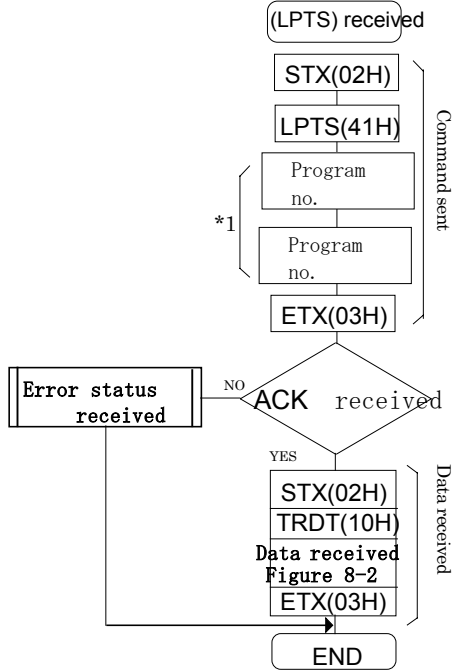 (LPTS) received
STX(02H)
LPTS(41H)
Command sent
Program
no.
*1
Program
no.
ETX(03H)
Error status
received
NO
ACK received
YES
STX(02H)
TRDT(10H)
Data received
Figure 8-2
ETX(03H)
Data received
END